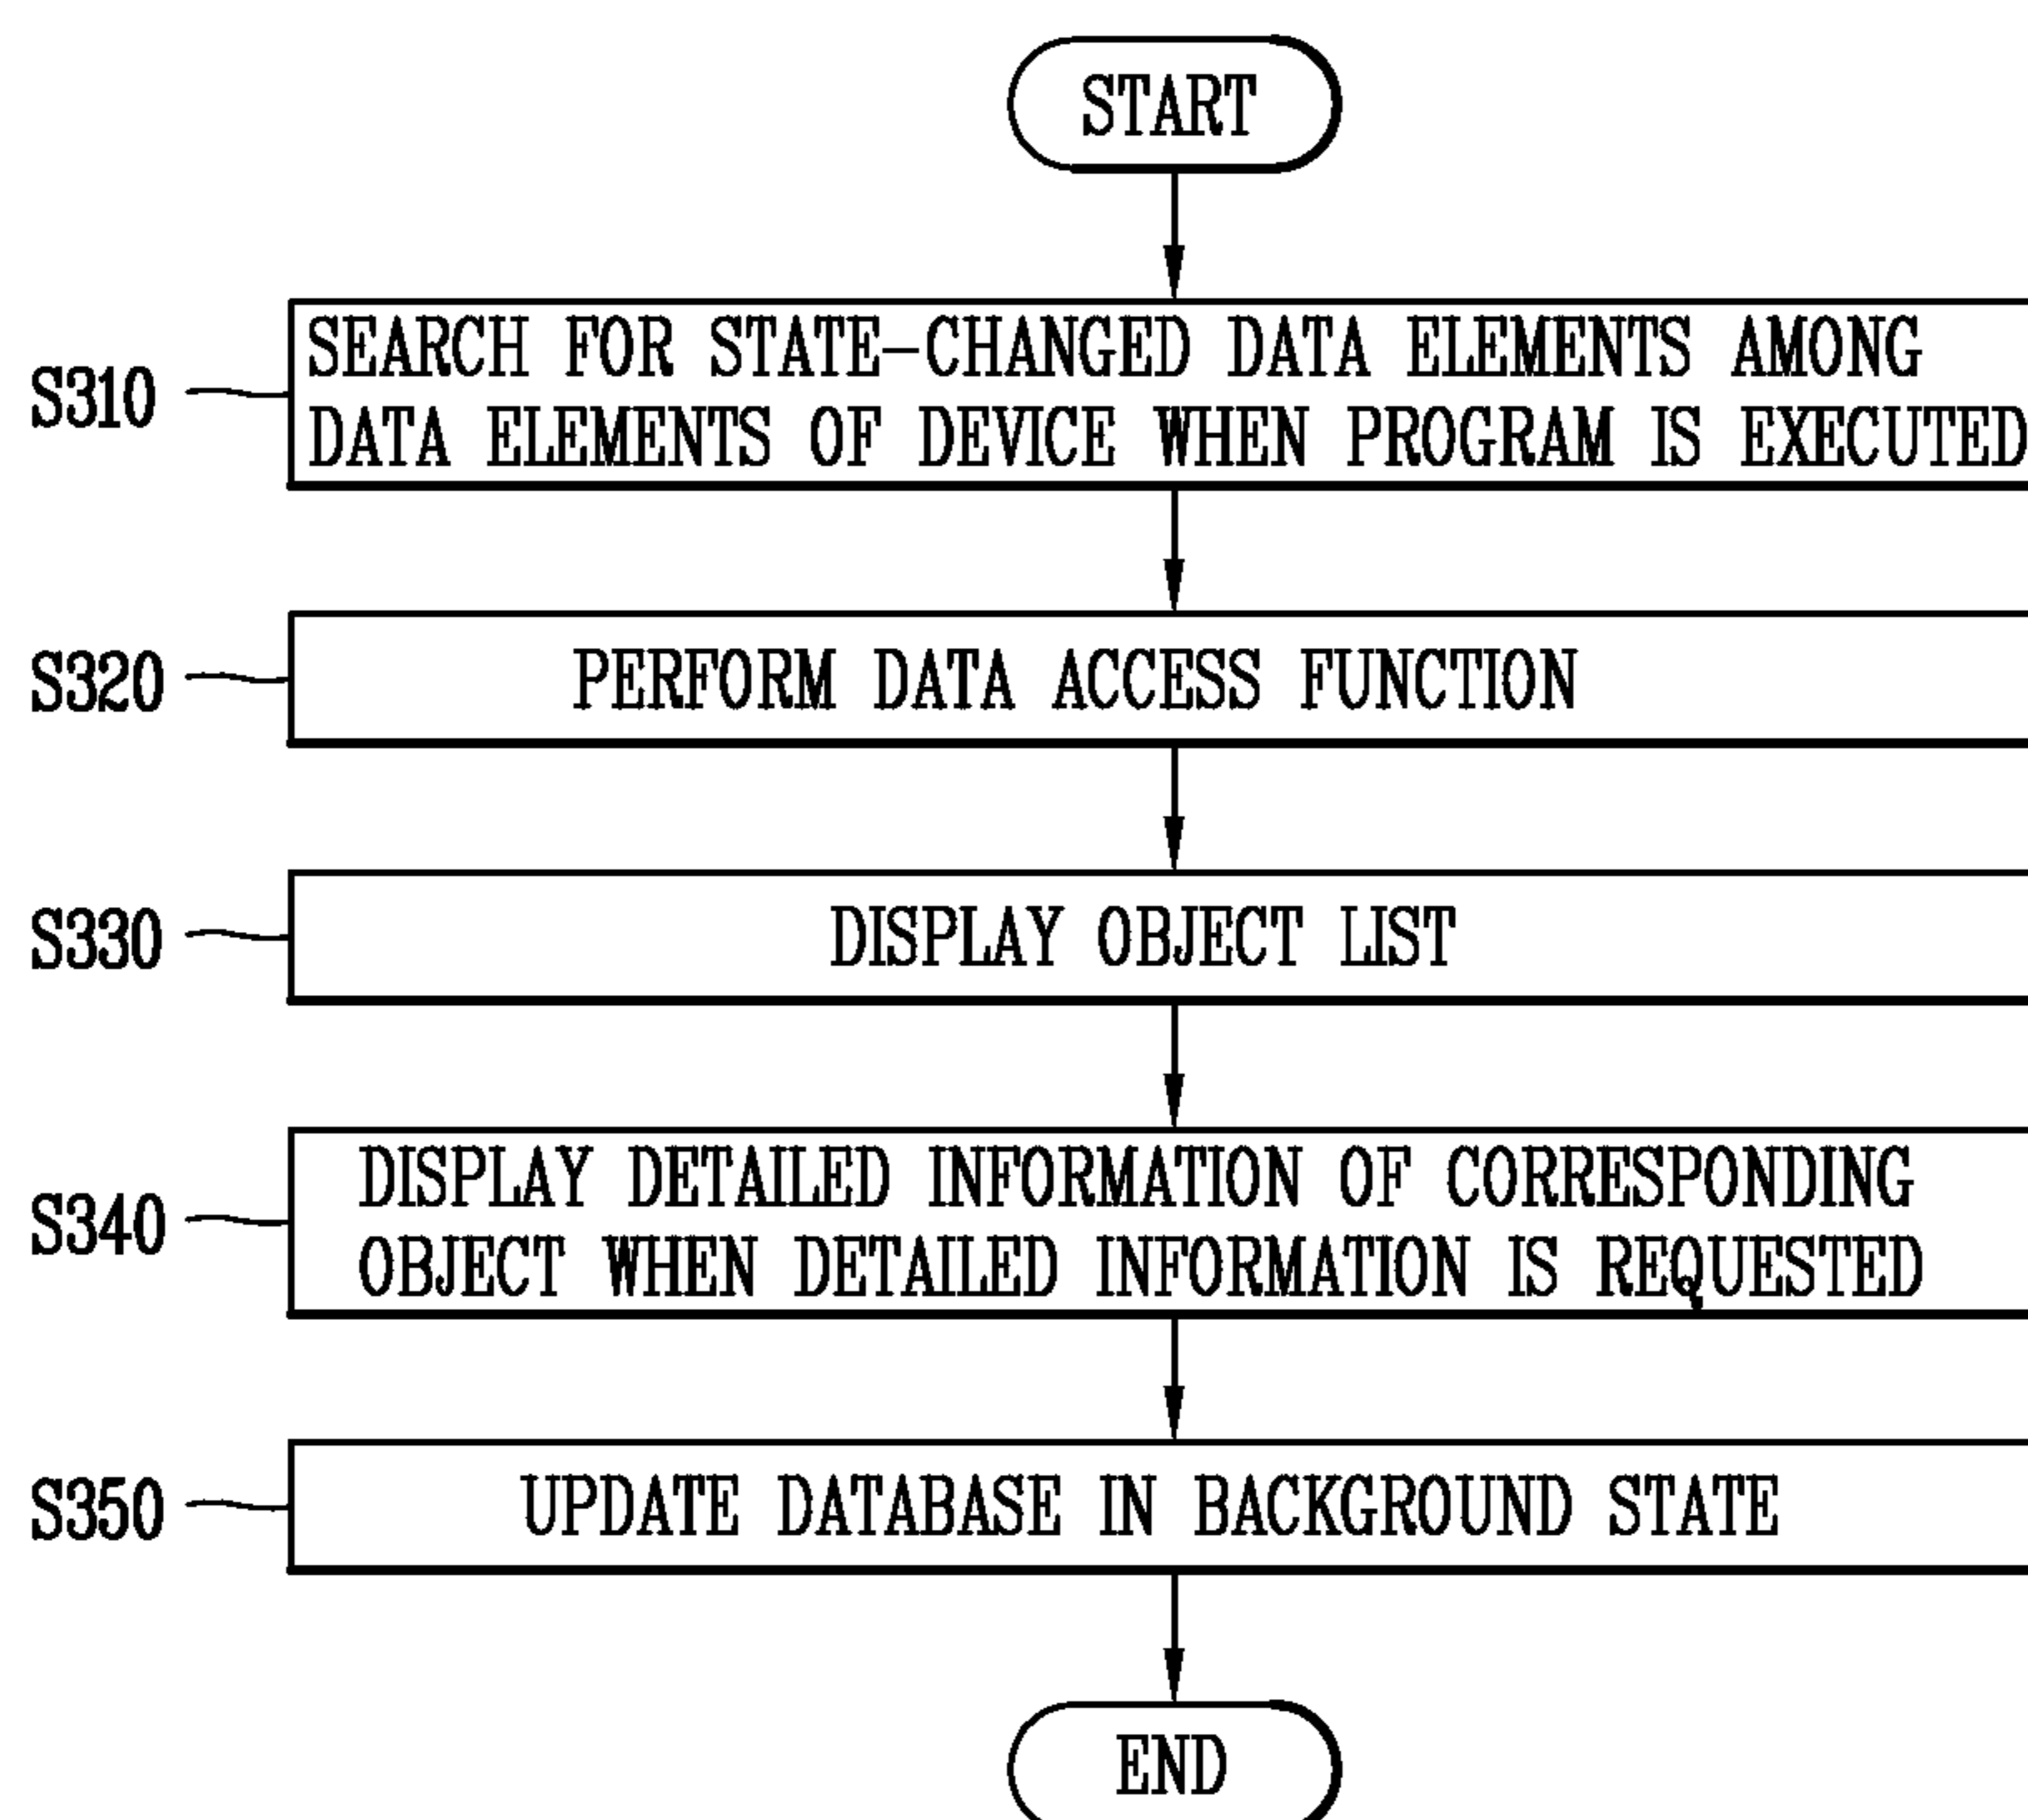 START
S310
SEARCH FOR STATE-CHANGED DATA ELEMENTS AMONG
DATA ELEMENTS OF DEVICE WHEN PROGRAM IS EXECUTED
S320
PERFORM DATA ACCESS FUNCTION
S330
DISPLAY OBJECT LIST
S340
DISPLAY DETAILED INFORMATION OF CORRESPONDING
OBJECT WHEN DETAILED INFORMATION IS REQUESTED
S350
UPDATE DATABASE IN BACKGROUND STATE
END